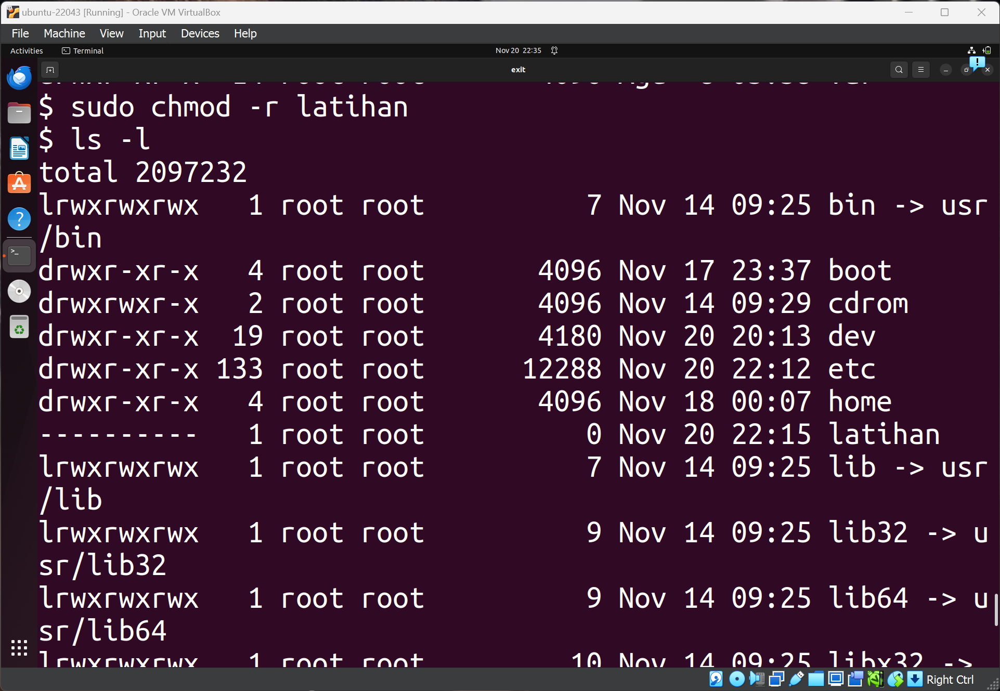 ubuntu-22043 [Running] - Oracle VM VirtualBox
File Machine View Input Devices Help
Activities Terminal Nov 20 22:35
exit
$ sudo chmod -r latihan
$ ls -l
total 2097232
lrwxrwxrwx   1 root root          7 Nov 14 09:25 bin -> usr
/bin
drwxr-xr-x   4 root root       4096 Nov 17 23:37 boot
drwxrwxr-x   2 root root       4096 Nov 14 09:29 cdrom
drwxr-xr-x  19 root root       4180 Nov 20 20:13 dev
drwxr-xr-x 133 root root      12288 Nov 20 22:12 etc
drwxr-xr-x   4 root root       4096 Nov 18 00:07 home
----------   1 root root          0 Nov 20 22:15 latihan
lrwxrwxrwx   1 root root          7 Nov 14 09:25 lib -> usr
/lib
lrwxrwxrwx   1 root root          9 Nov 14 09:25 lib32 -> u
sr/lib32
lrwxrwxrwx   1 root root          9 Nov 14 09:25 lib64 -> u
sr/lib64
lrwxrwxrwx   1 root root         10 Nov 14 09:25 libx32 ->
Right Ctrl